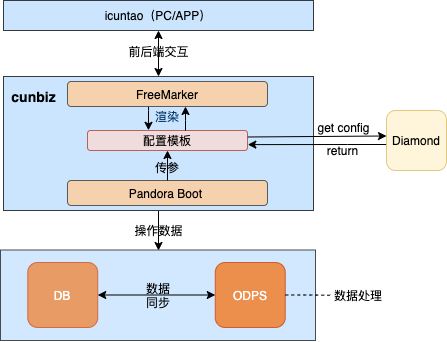 icuntao（PC/APP）
前后端交互
cunbiz
FreeMarker
渲染
配置模板
get config
return
Diamond
传参
Pandora Boot
操作数据
DB
数据
同步
ODPS
数据处理